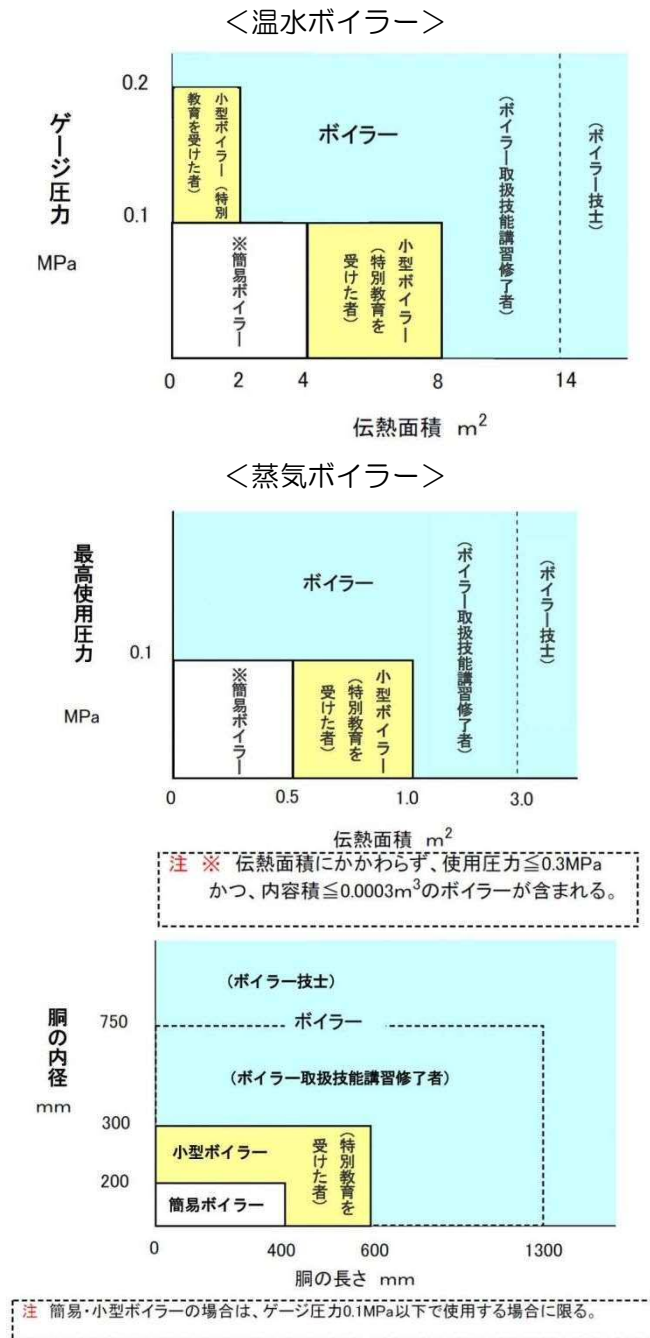 ＜温水ボイラー＞
0.2
ゲージ圧力
0.1
MPa
小型ボイラー（特別
教育を受けた者）
ボイラー
（ボイラー取扱技能講習修了者）
（ボイラー技士）
※簡易ボイラー
小型ボイラー
（特別教育を
受けた者）
0 2 4 8 14
伝熱面積 m²
＜蒸気ボイラー＞
最高使用圧力
0.1
MPa
ボイラー
（ボイラー取扱技能講習修了者）
（ボイラー技士）
※簡易ボイラー
小型ボイラー
（特別教育を
受けた者）
0 0.5 1.0 3.0
伝熱面積 m²
注 ※ 伝熱面積にかかわらず、使用圧力≦0.3MPa
かつ、内容積≦0.0003m³のボイラーが含まれる。
（ボイラー技士）
胴の内径
750
ボイラー
mm
（ボイラー取扱技能講習修了者）
300
小型ボイラー
（特別教育を
受けた者）
200
簡易ボイラー
0 400 600 1300
胴の長さ mm
注 簡易・小型ボイラーの場合は、ゲージ圧力0.1MPa以下で使用する場合に限る。